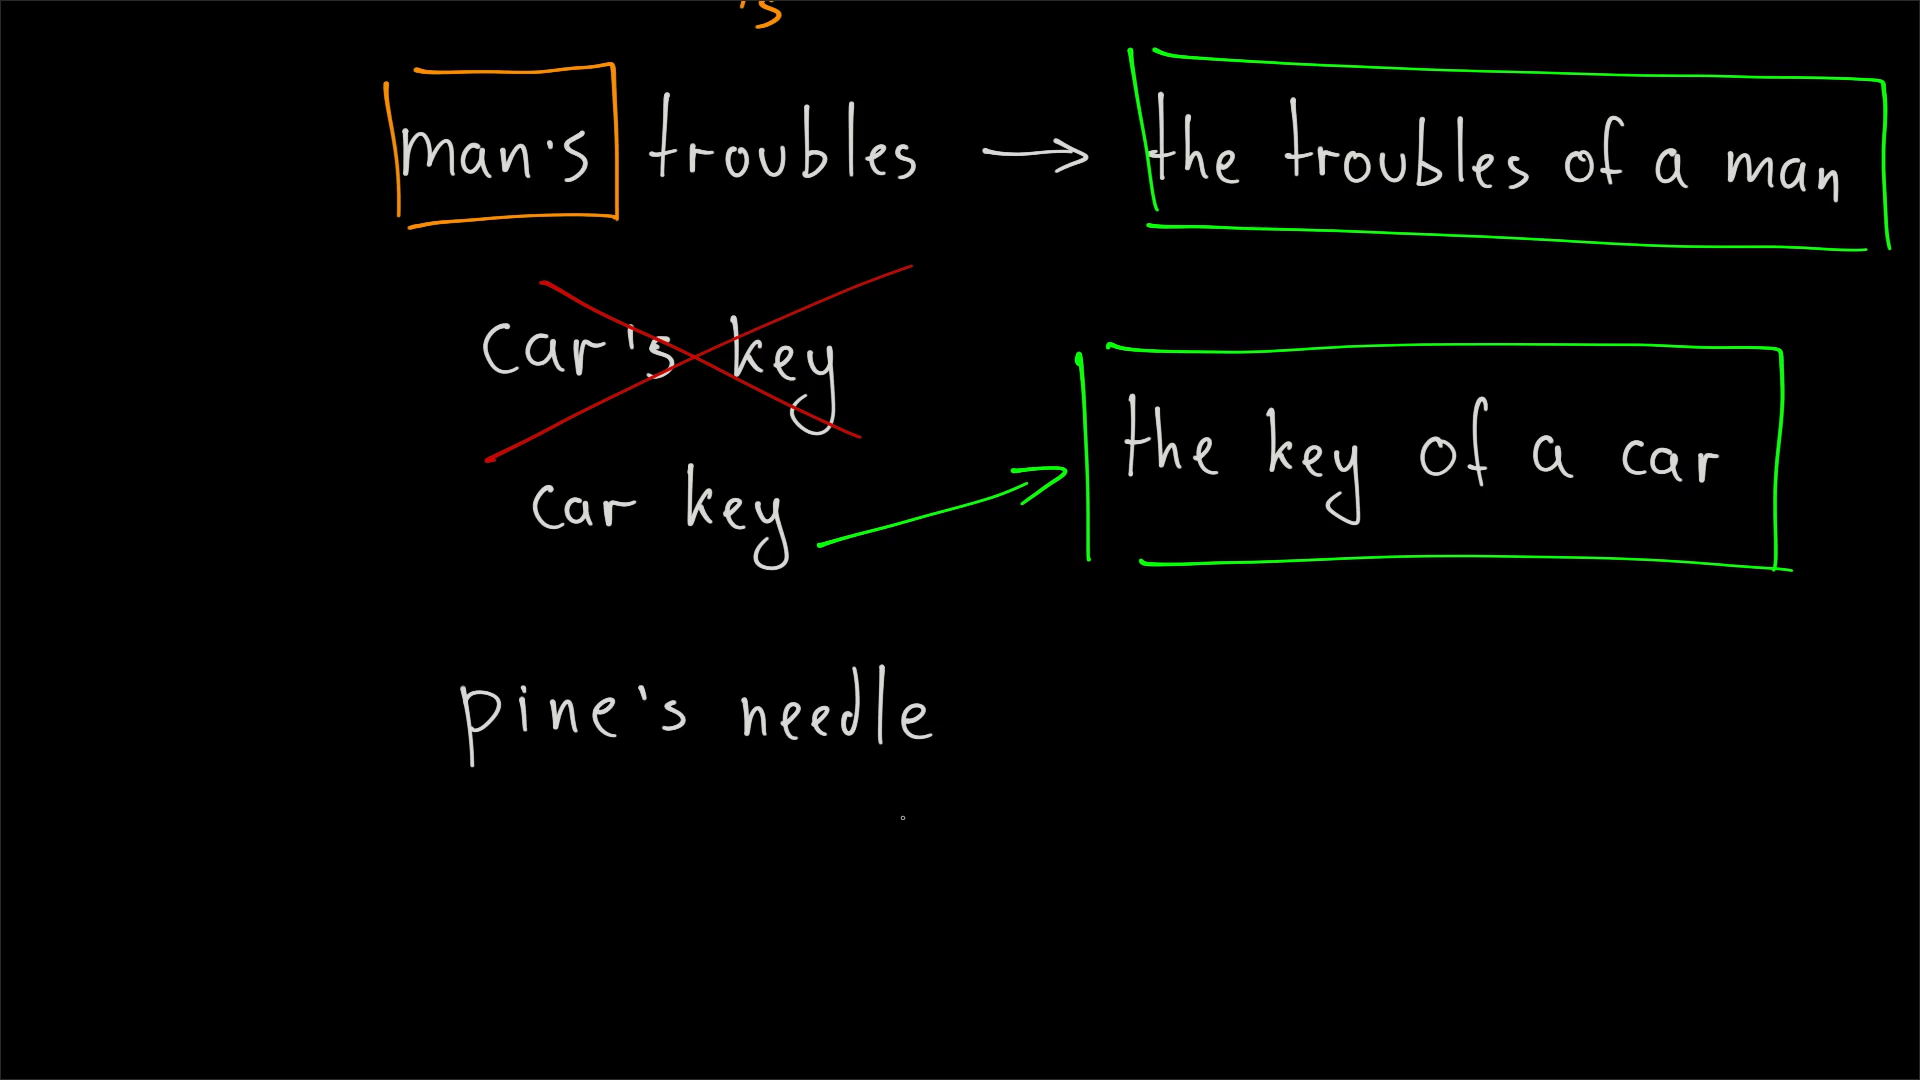 's
man's troubles → the troubles of a man
car's key
the key of a car
car key
pine's needle